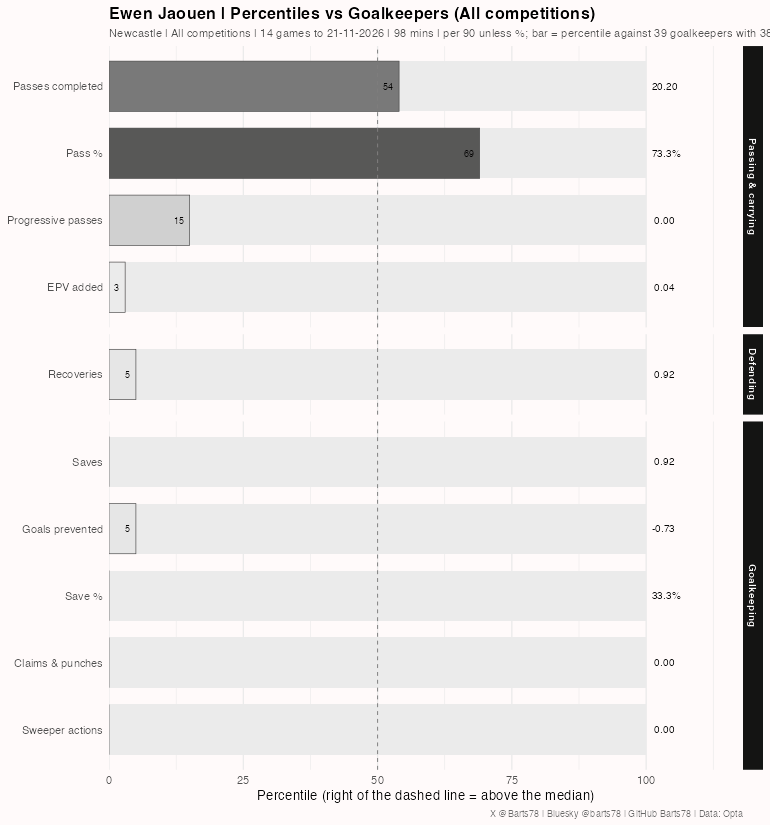 Ewen Jaouen | Percentiles vs Goalkeepers (All competitions)
Newcastle | All competitions | 14 games to 21-11-2026 | 98 mins | per 90 unless %; bar = percentile against 39 goalkeepers with 38
Passes completed 54 20.20
Pass % 69 73.3%
Progressive passes 15 0.00
EPV added 3 0.04
Passing & carrying
Recoveries 5 0.92
Defending
Saves 0.92
Goals prevented 5 -0.73
Save % 33.3%
Claims & punches 0.00
Sweeper actions 0.00
Goalkeeping
0 25 50 75 100
Percentile (right of the dashed line = above the median)
X @Barts78 | Bluesky @barts78 | GitHub Barts78 | Data: Opta